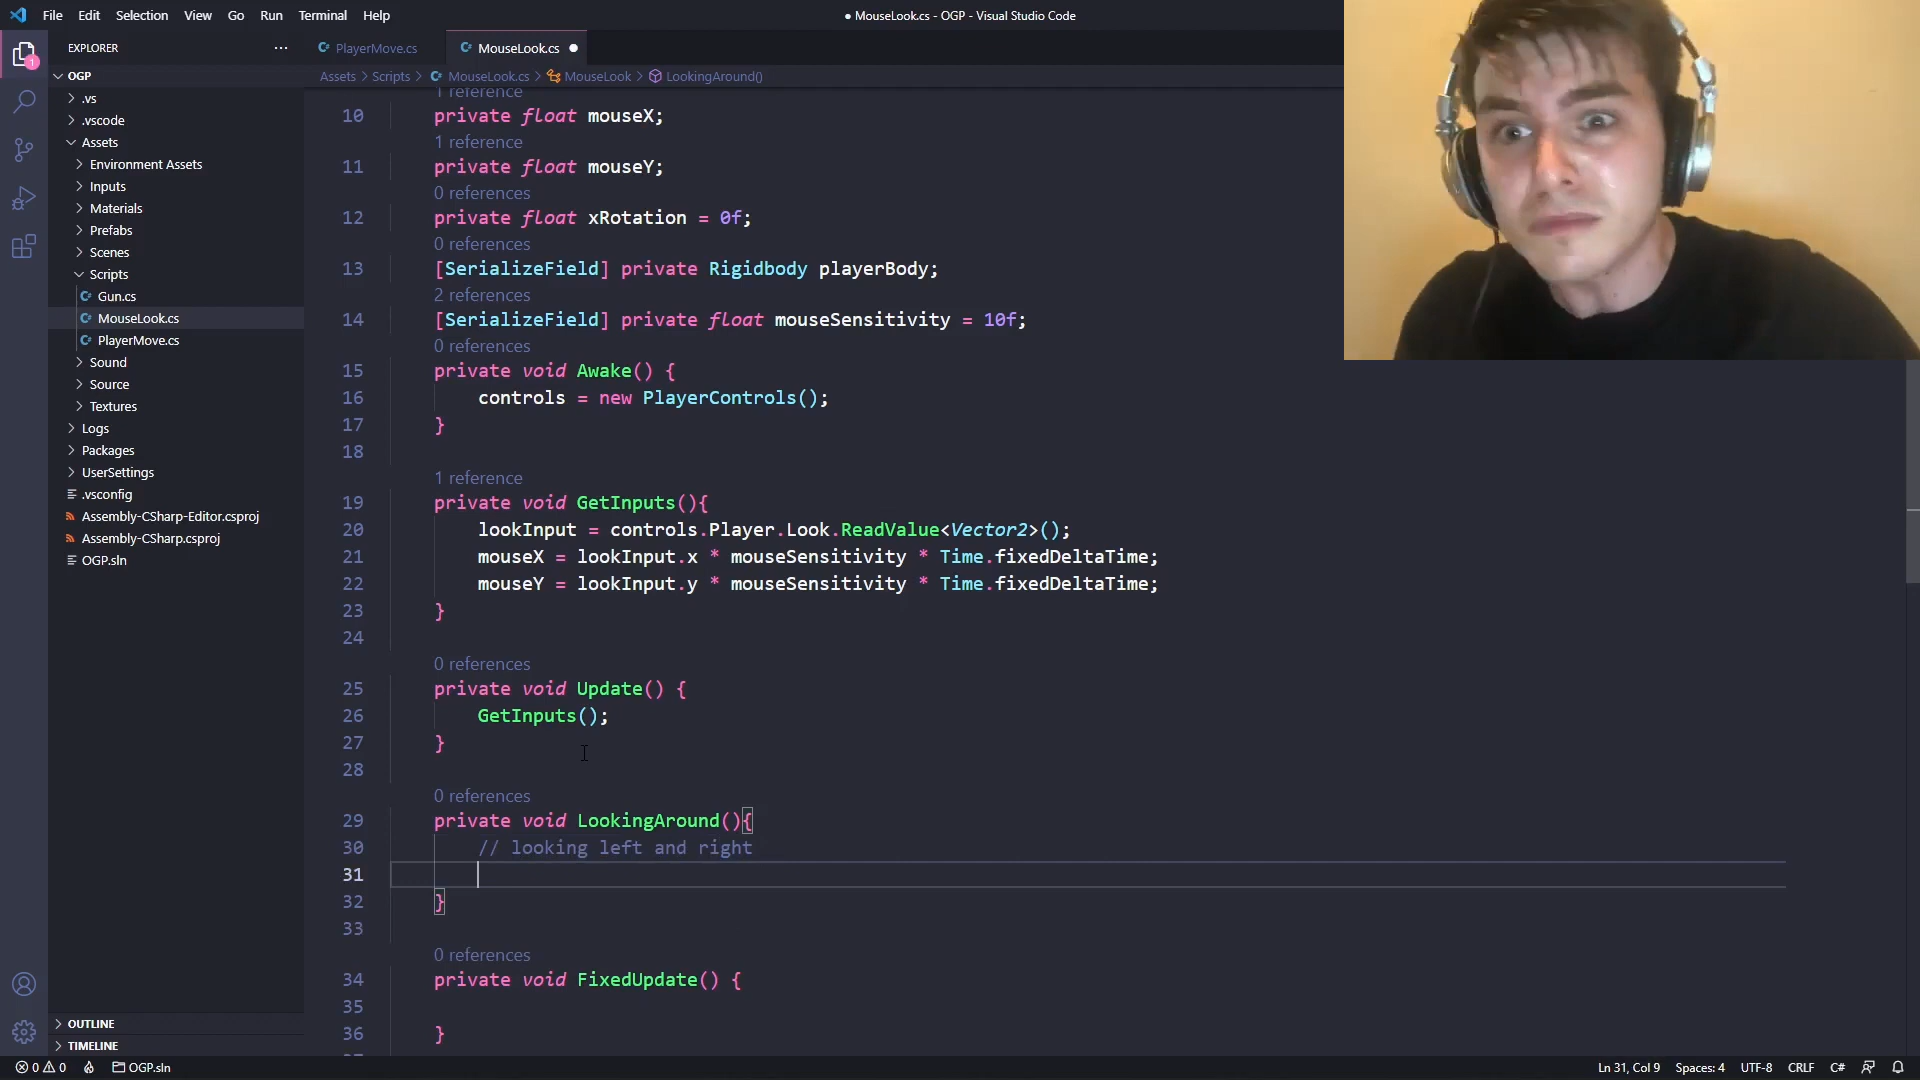 File Edit Selection View Go Run Terminal Help
● MouseLook.cs - OGP - Visual Studio Code
EXPLORER ···
PlayerMove.cs
MouseLook.cs ●
Assets > Scripts > MouseLook.cs > MouseLook > LookingAround()
1
OGP
.vs
.vscode
Assets
Environment Assets
Inputs
Materials
Prefabs
Scenes
Scripts
Gun.cs
MouseLook.cs
PlayerMove.cs
Sound
Source
Textures
Logs
Packages
UserSettings
.vsconfig
Assembly-CSharp-Editor.csproj
Assembly-CSharp.csproj
OGP.sln
OUTLINE
TIMELINE
1 reference
10 private float mouseX;
1 reference
11 private float mouseY;
0 references
12 private float xRotation = 0f;
0 references
13 [SerializeField] private Rigidbody playerBody;
2 references
14 [SerializeField] private float mouseSensitivity = 10f;
0 references
15 private void Awake() {
16 controls = new PlayerControls();
17 }
18
1 reference
19 private void GetInputs(){
20 lookInput = controls.Player.Look.ReadValue<Vector2>();
21 mouseX = lookInput.x * mouseSensitivity * Time.fixedDeltaTime;
22 mouseY = lookInput.y * mouseSensitivity * Time.fixedDeltaTime;
23 }
24
0 references
25 private void Update() {
26 GetInputs();
27 }
28
0 references
29 private void LookingAround(){
30 // looking left and right
31
32 }
33
0 references
34 private void FixedUpdate() {
35
36 }
0 0 OGP.sln
Ln 31, Col 9 Spaces: 4 UTF-8 CRLF C#